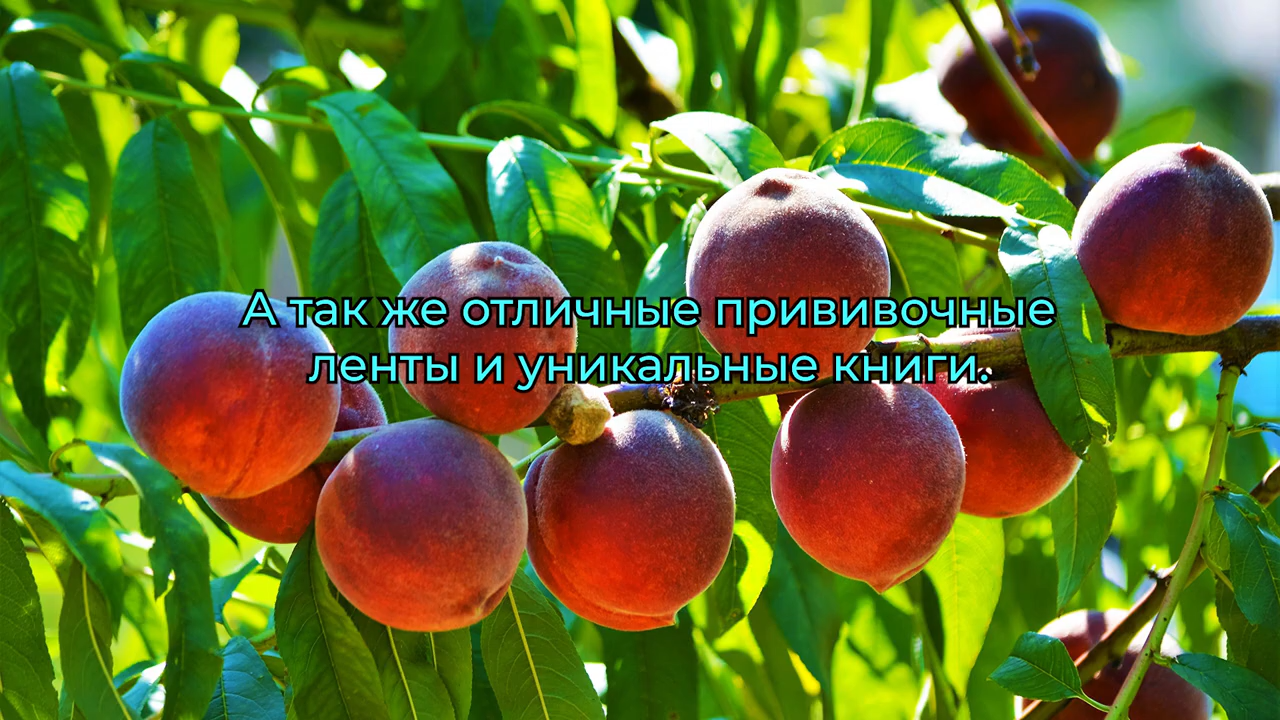 А так же отличные прививочные
ленты и уникальные книги.